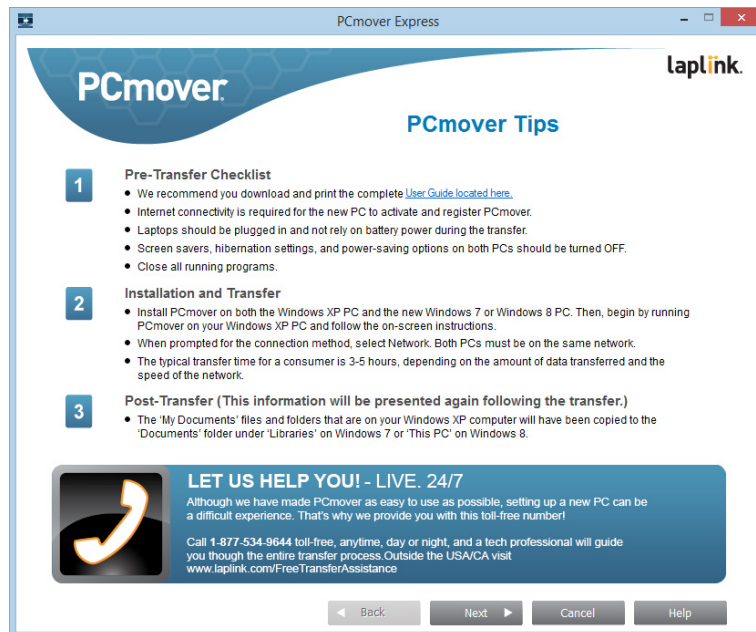 PCmover Express
PCmover.
laplink.
PCmover Tips
1
Pre-Transfer Checklist
• We recommend you download and print the complete User Guide located here.
• Internet connectivity is required for the new PC to activate and register PCmover.
• Laptops should be plugged in and not rely on battery power during the transfer.
• Screen savers, hibernation settings, and power-saving options on both PCs should be turned OFF.
• Close all running programs.
2
Installation and Transfer
• Install PCmover on both the Windows XP PC and the new Windows 7 or Windows 8 PC. Then, begin by running
PCmover on your Windows XP PC and follow the on-screen instructions.
• When prompted for the connection method, select Network. Both PCs must be on the same network.
• The typical transfer time for a consumer is 3-5 hours, depending on the amount of data transferred and the
speed of the network.
3
Post-Transfer (This information will be presented again following the transfer.)
• The 'My Documents' files and folders that are on your Windows XP computer will have been copied to the
'Documents' folder under 'Libraries' on Windows 7 or 'This PC' on Windows 8.
LET US HELP YOU! - LIVE. 24/7
Although we have made PCmover as easy to use as possible, setting up a new PC can be
a difficult experience. That's why we provide you with this toll-free number!
Call 1-877-534-9644 toll-free, anytime, day or night, and a tech professional will guide
you though the entire transfer process.Outside the USA/CA visit
www.laplink.com/FreeTransferAssistance
Back
Next
Cancel
Help